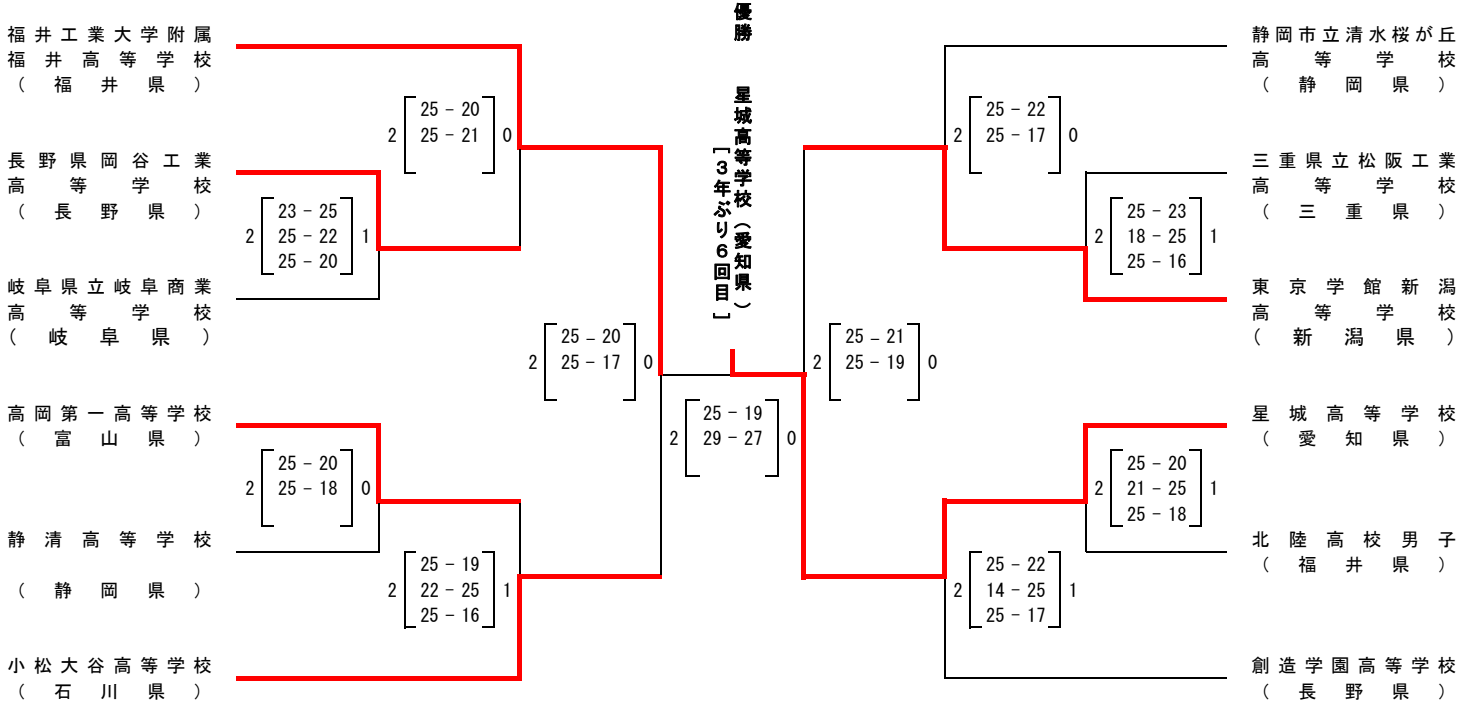 優勝 星城高等学校（愛知県）
[３年ぶり６回目]
福井工業大学附属
福井高等学校
（福井県）
長野県岡谷工業
高等学校
（長野県）
岐阜県立岐阜商業
高等学校
（岐阜県）
高岡第一高等学校
（富山県）
静清高等学校
（静岡県）
小松大谷高等学校
（石川県）
25 − 20
2 25 − 21 0
23 − 25
2 25 − 22 1
25 − 20
25 − 20
2 25 − 18 0
25 − 19
2 22 − 25 1
25 − 16
25 − 20
2 25 − 17 0
25 − 19
2 29 − 27 0
25 − 21
2 25 − 19 0
25 − 22
2 25 − 17 0
25 − 23
2 18 − 25 1
25 − 16
25 − 20
2 21 − 25 1
25 − 18
25 − 22
2 14 − 25 1
25 − 17
静岡市立清水桜が丘
高等学校
（静岡県）
三重県立松阪工業
高等学校
（三重県）
東京学館新潟
高等学校
（新潟県）
星城高等学校
（愛知県）
北陸高校男子
（福井県）
創造学園高等学校
（長野県）